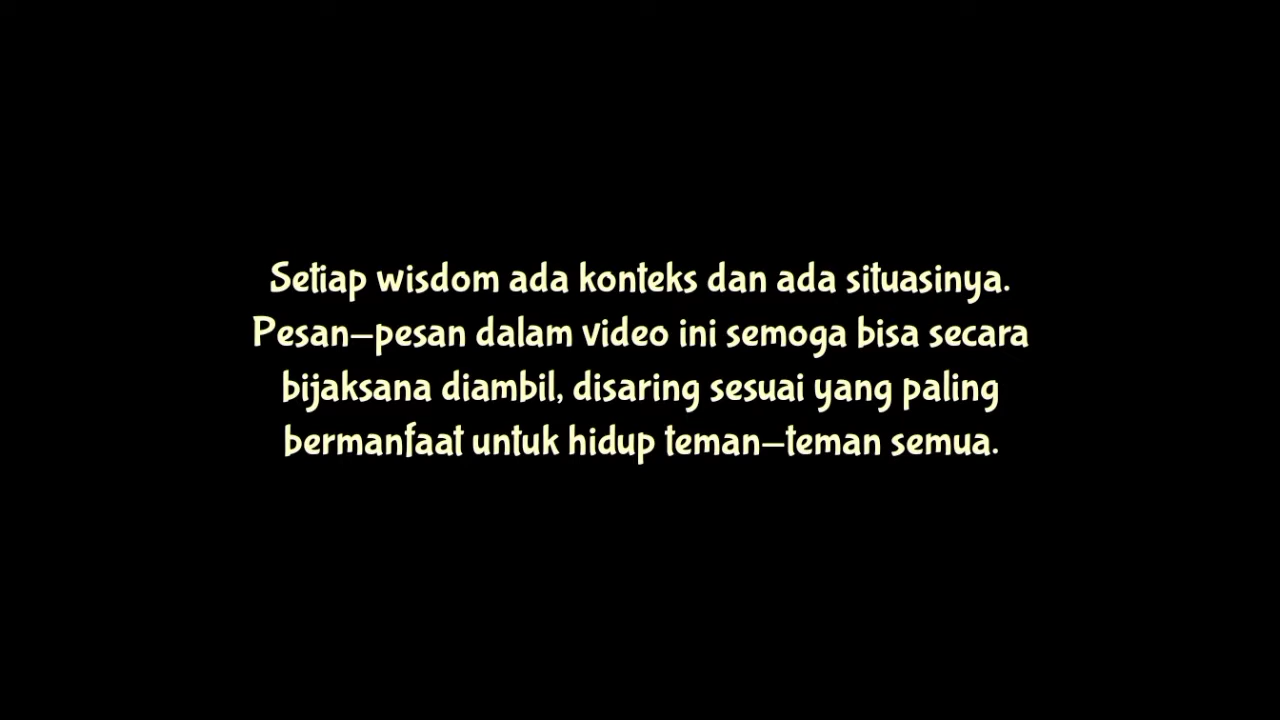 Setiap wisdom ada konteks dan ada situasinya.
Pesan-pesan dalam video ini semoga bisa secara
bijaksana diambil, disaring sesuai yang paling
bermanfaat untuk hidup teman-teman semua.